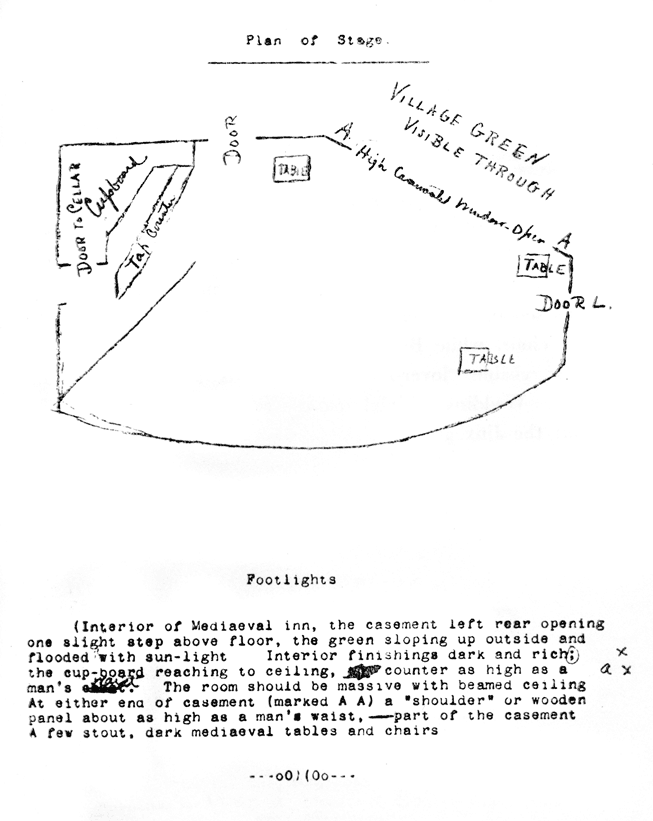 Plan of Stage.
VILLAGE GREEN
VISIBLE THROUGH
DOOR
A
High Casement Window-Open
A
TABLE
Cupboard
DOOR TO CELLAR
Tap Counter
TABLE
DOOR L.
TABLE
Footlights
(Interior of Mediaeval inn, the casement left rear opening
one slight step above floor, the green sloping up outside and
flooded with sun-light Interior finishings dark and rich; x
the cup-board reaching to ceiling, counter as high as a a x
man's waist. The room should be massive with beamed ceiling
At either end of casement (marked A A) a "shoulder" or wooden
panel about as high as a man's waist,—part of the casement
A few stout, dark mediaeval tables and chairs
---oO)(Oo---